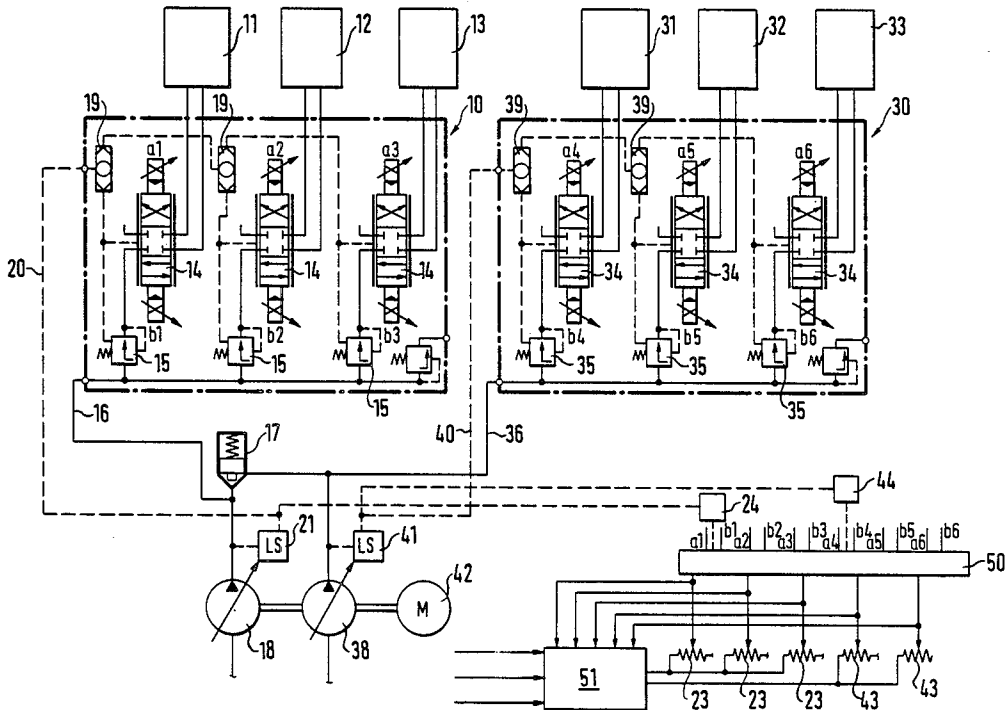 11 12 13 31 32 33
19 19 10 39 39 30
a1 a2 a3 a4 a5 a6
20 14 14 14 34 34 34
b1 b2 b3 b4 b5 b6
15 15 15 35 35 35
16 40 36
17
44
24
21 41
LS LS
a1 b1 a2 b2 a3 b3 a4 b4 a5 b5 a6 b6
50
42
M
18 38
51
23 23 23 43 43